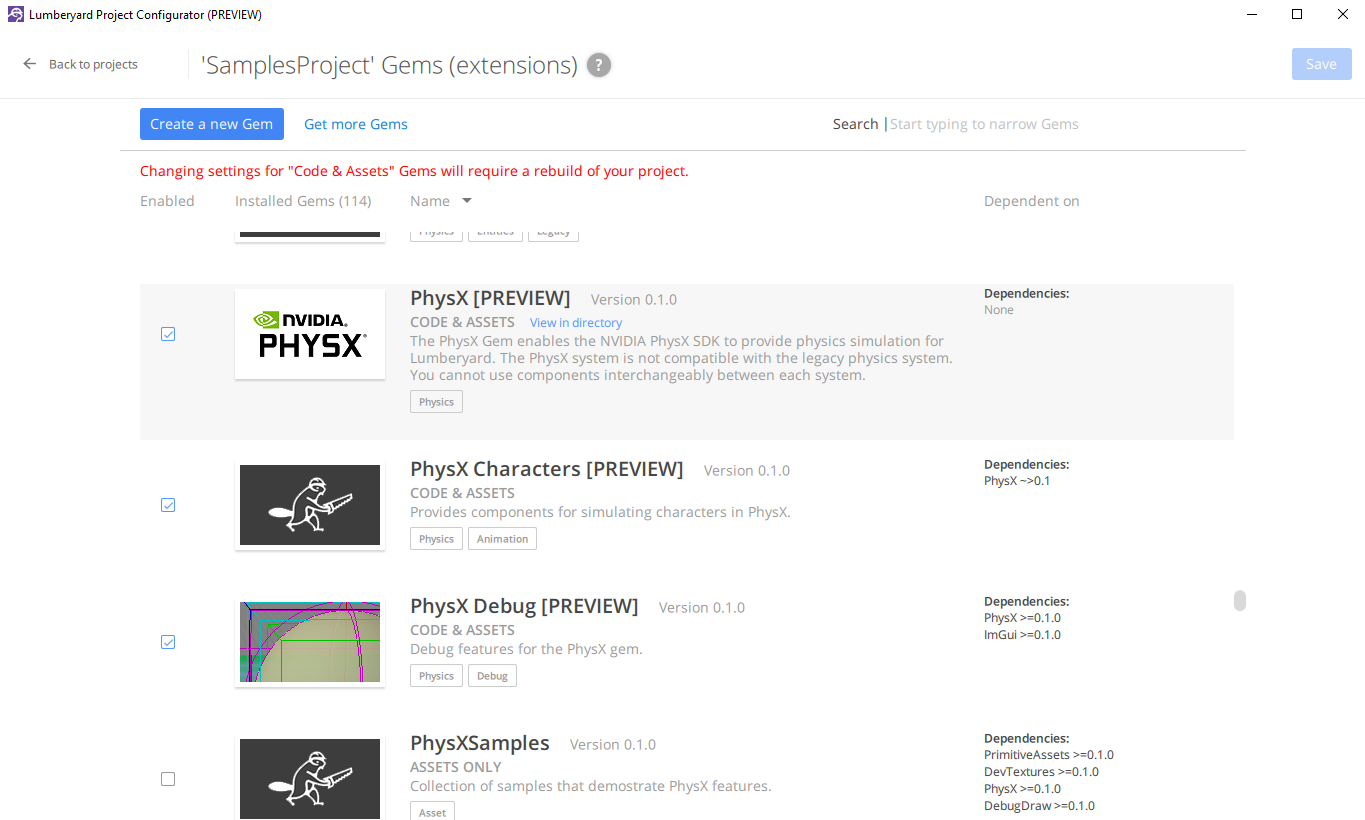 Lumberyard Project Configurator (PREVIEW)
Back to projects
'SamplesProject' Gems (extensions) ?
Save
Create a new Gem
Get more Gems
Search
Start typing to narrow Gems
Changing settings for "Code & Assets" Gems will require a rebuild of your project.
Enabled
Installed Gems (114)
Name
Dependent on
Physics
Entities
Legacy
NVIDIA.
PHYSX
PhysX [PREVIEW]
Version 0.1.0
CODE & ASSETS
View in directory
The PhysX Gem enables the NVIDIA PhysX SDK to provide physics simulation for
Lumberyard. The PhysX system is not compatible with the legacy physics system.
You cannot use components interchangeably between each system.
Physics
Dependencies:
None
PhysX Characters [PREVIEW]
Version 0.1.0
CODE & ASSETS
Provides components for simulating characters in PhysX.
Physics
Animation
Dependencies:
PhysX ~>0.1
PhysX Debug [PREVIEW]
Version 0.1.0
CODE & ASSETS
Debug features for the PhysX gem.
Physics
Debug
Dependencies:
PhysX >=0.1.0
ImGui >=0.1.0
PhysXSamples
Version 0.1.0
ASSETS ONLY
Collection of samples that demostrate PhysX features.
Asset
Dependencies:
PrimitiveAssets >=0.1.0
DevTextures >=0.1.0
PhysX >=0.1.0
DebugDraw >=0.1.0